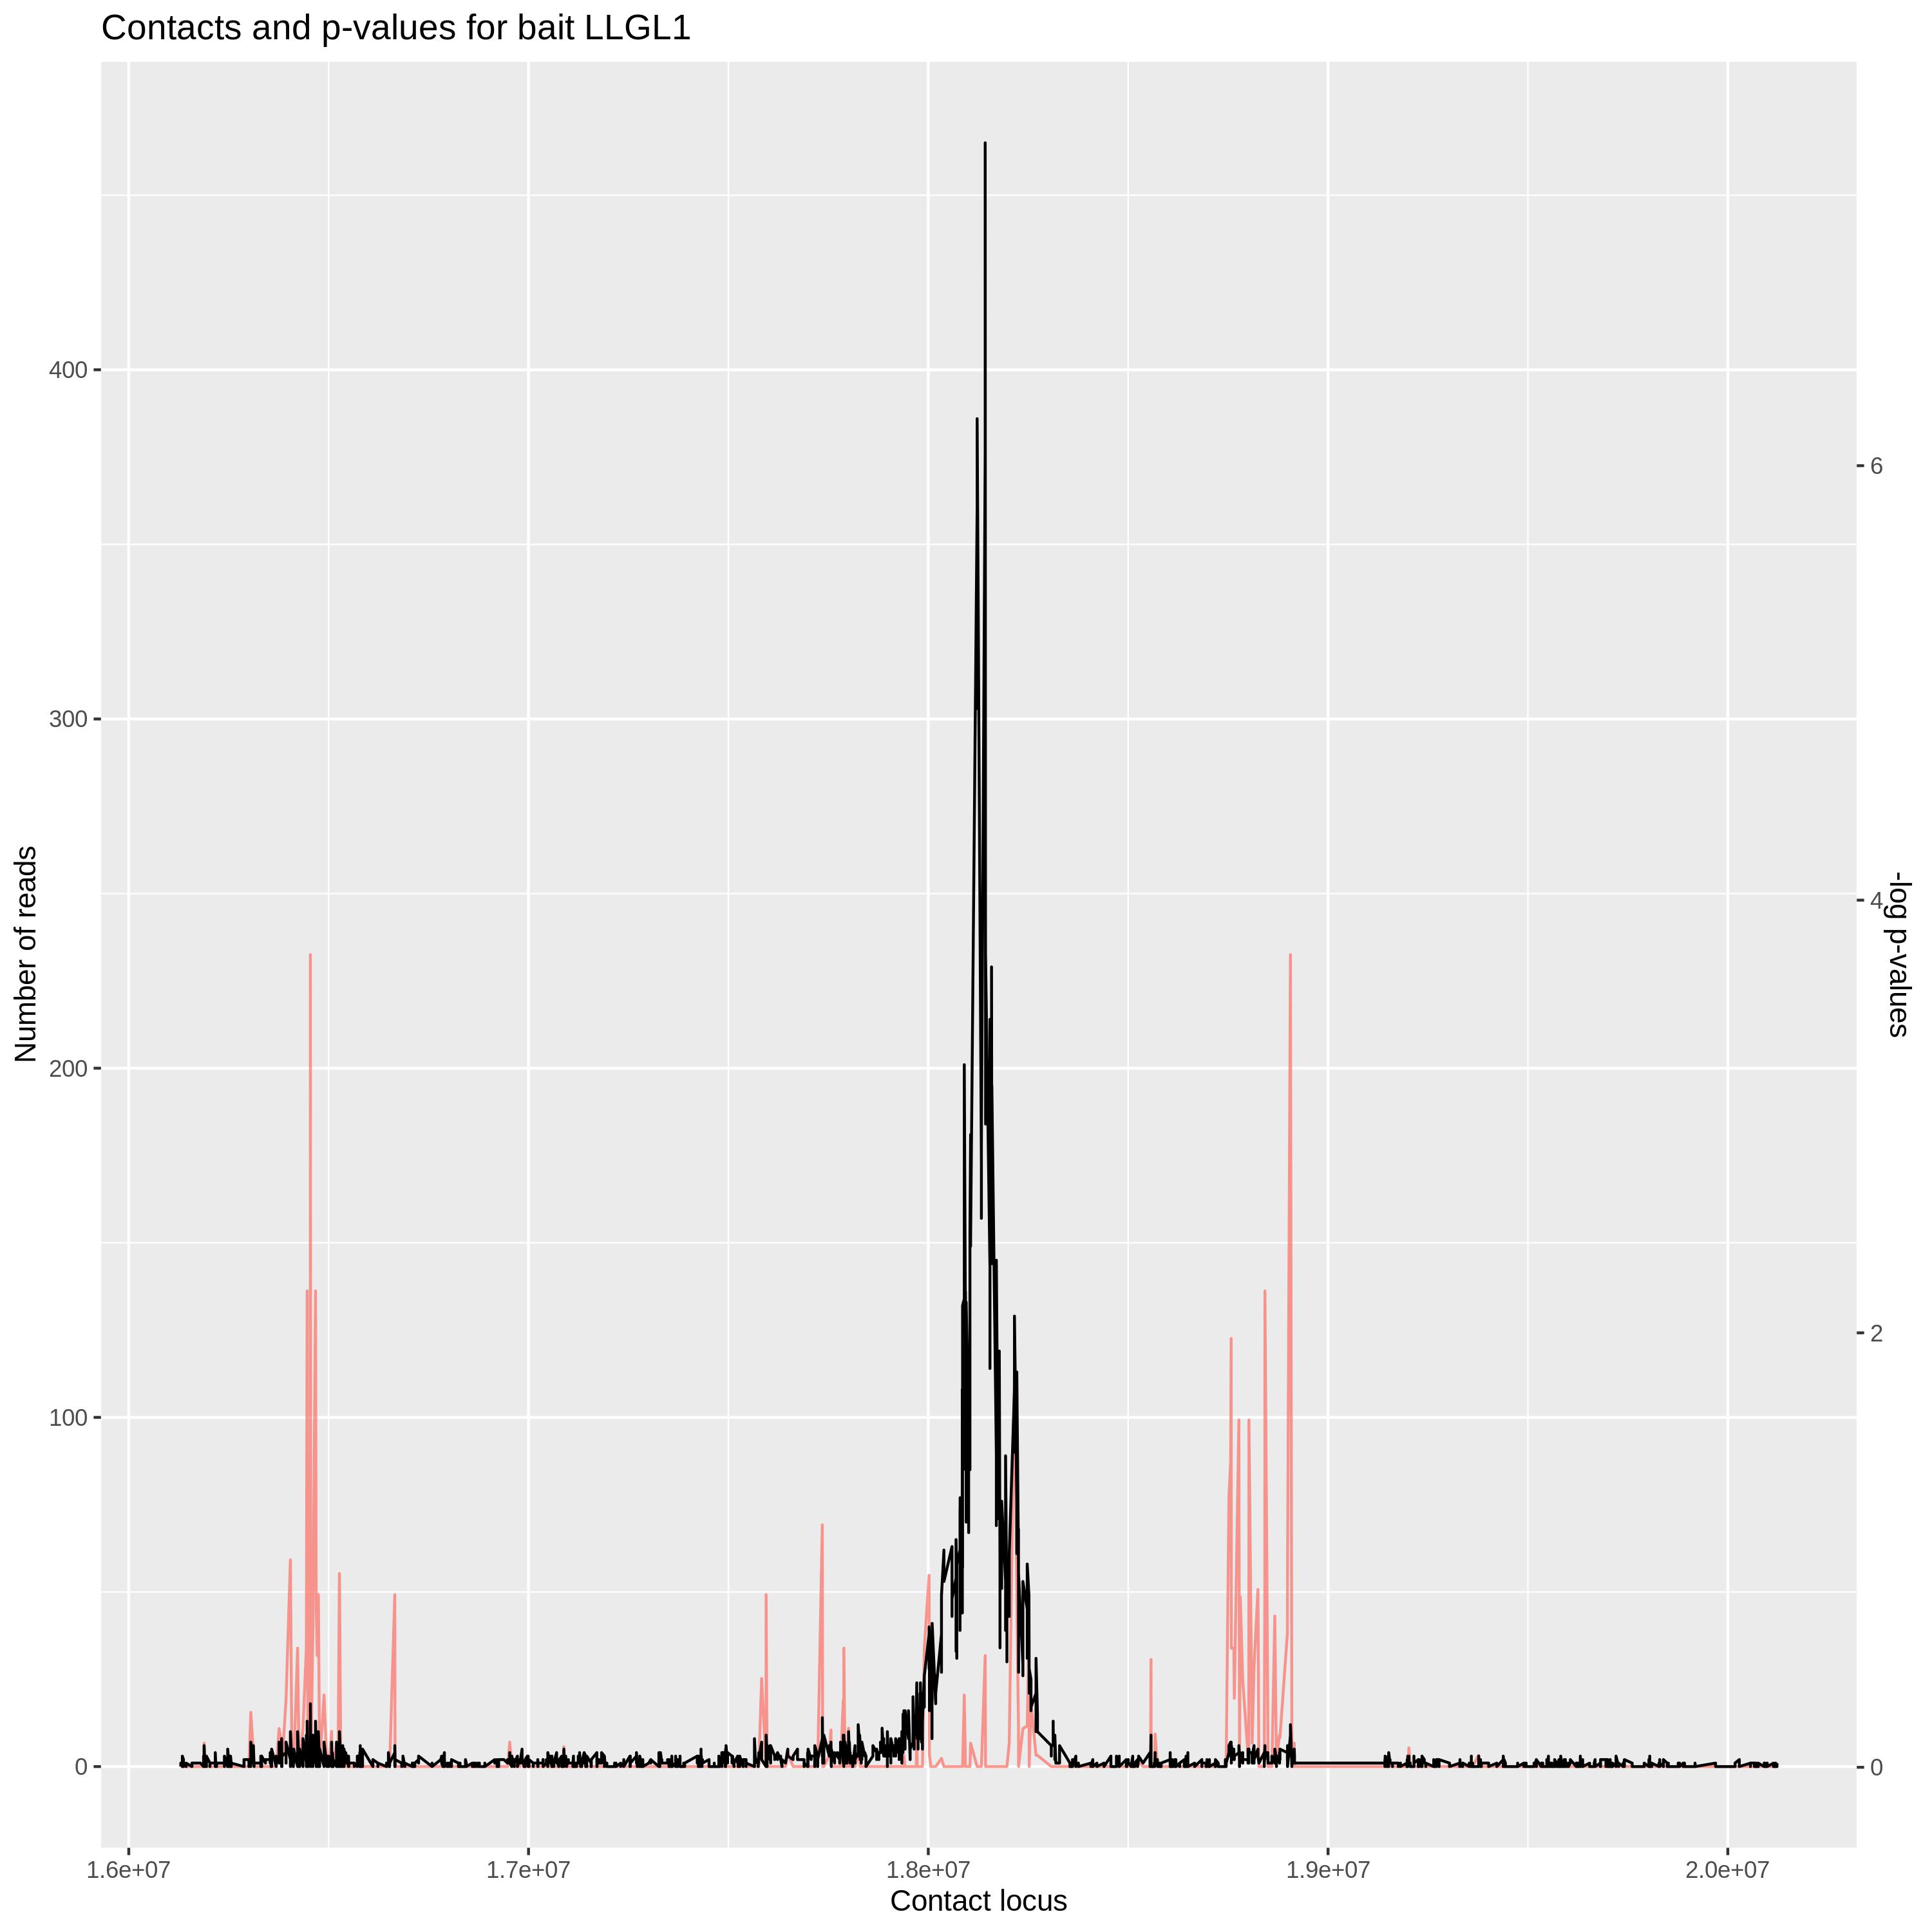 Contacts and p-values for bait LLGL1
400
300
200
100
0
Number of reads
6
4
2
0
-log p-values
1.6e+07
1.7e+07
1.8e+07
1.9e+07
2.0e+07
Contact locus